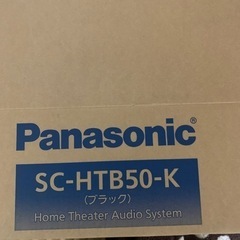 Panasonic®
SC-HTB50-K
(ブラック)
Home Theater Audio System